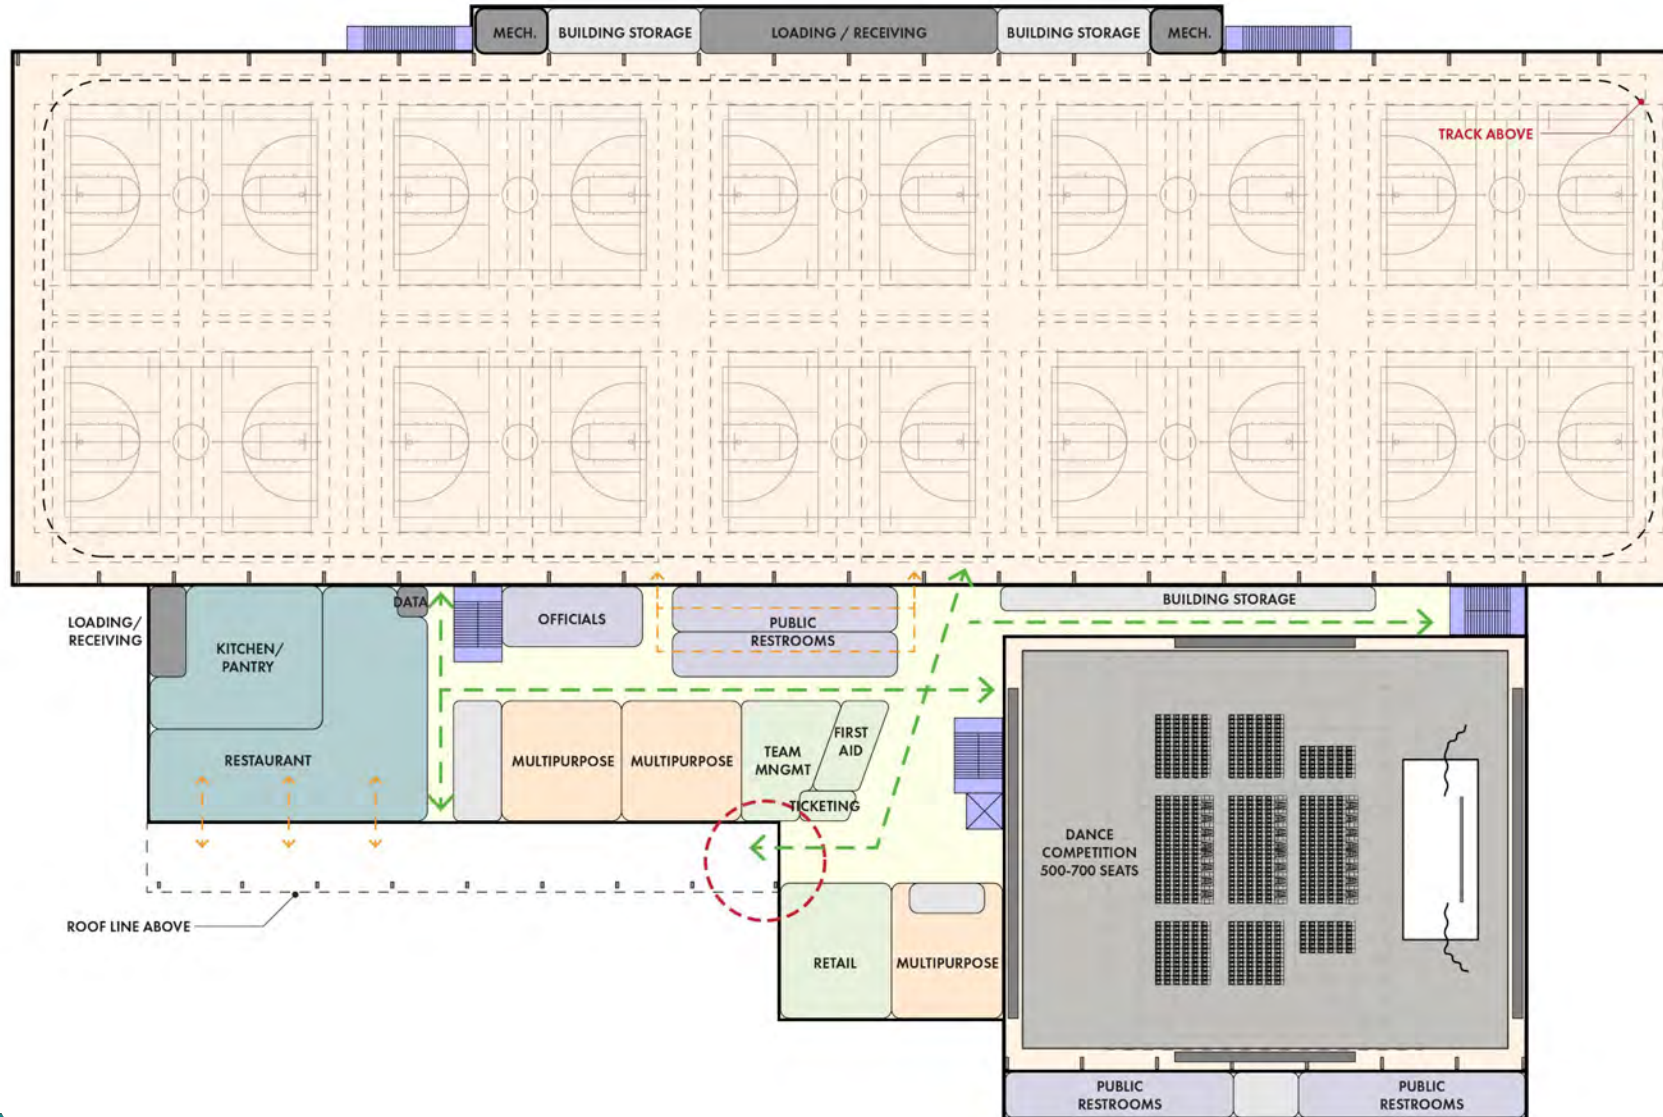 MECH.
BUILDING STORAGE
LOADING / RECEIVING
BUILDING STORAGE
MECH.
TRACK ABOVE
LOADING/
RECEIVING
KITCHEN/
PANTRY
DATA
OFFICIALS
PUBLIC
RESTROOMS
BUILDING STORAGE
RESTAURANT
MULTIPURPOSE
MULTIPURPOSE
TEAM
MNGMT
FIRST
AID
TICKETING
DANCE
COMPETITION
500-700 SEATS
ROOF LINE ABOVE
RETAIL
MULTIPURPOSE
PUBLIC
RESTROOMS
PUBLIC
RESTROOMS